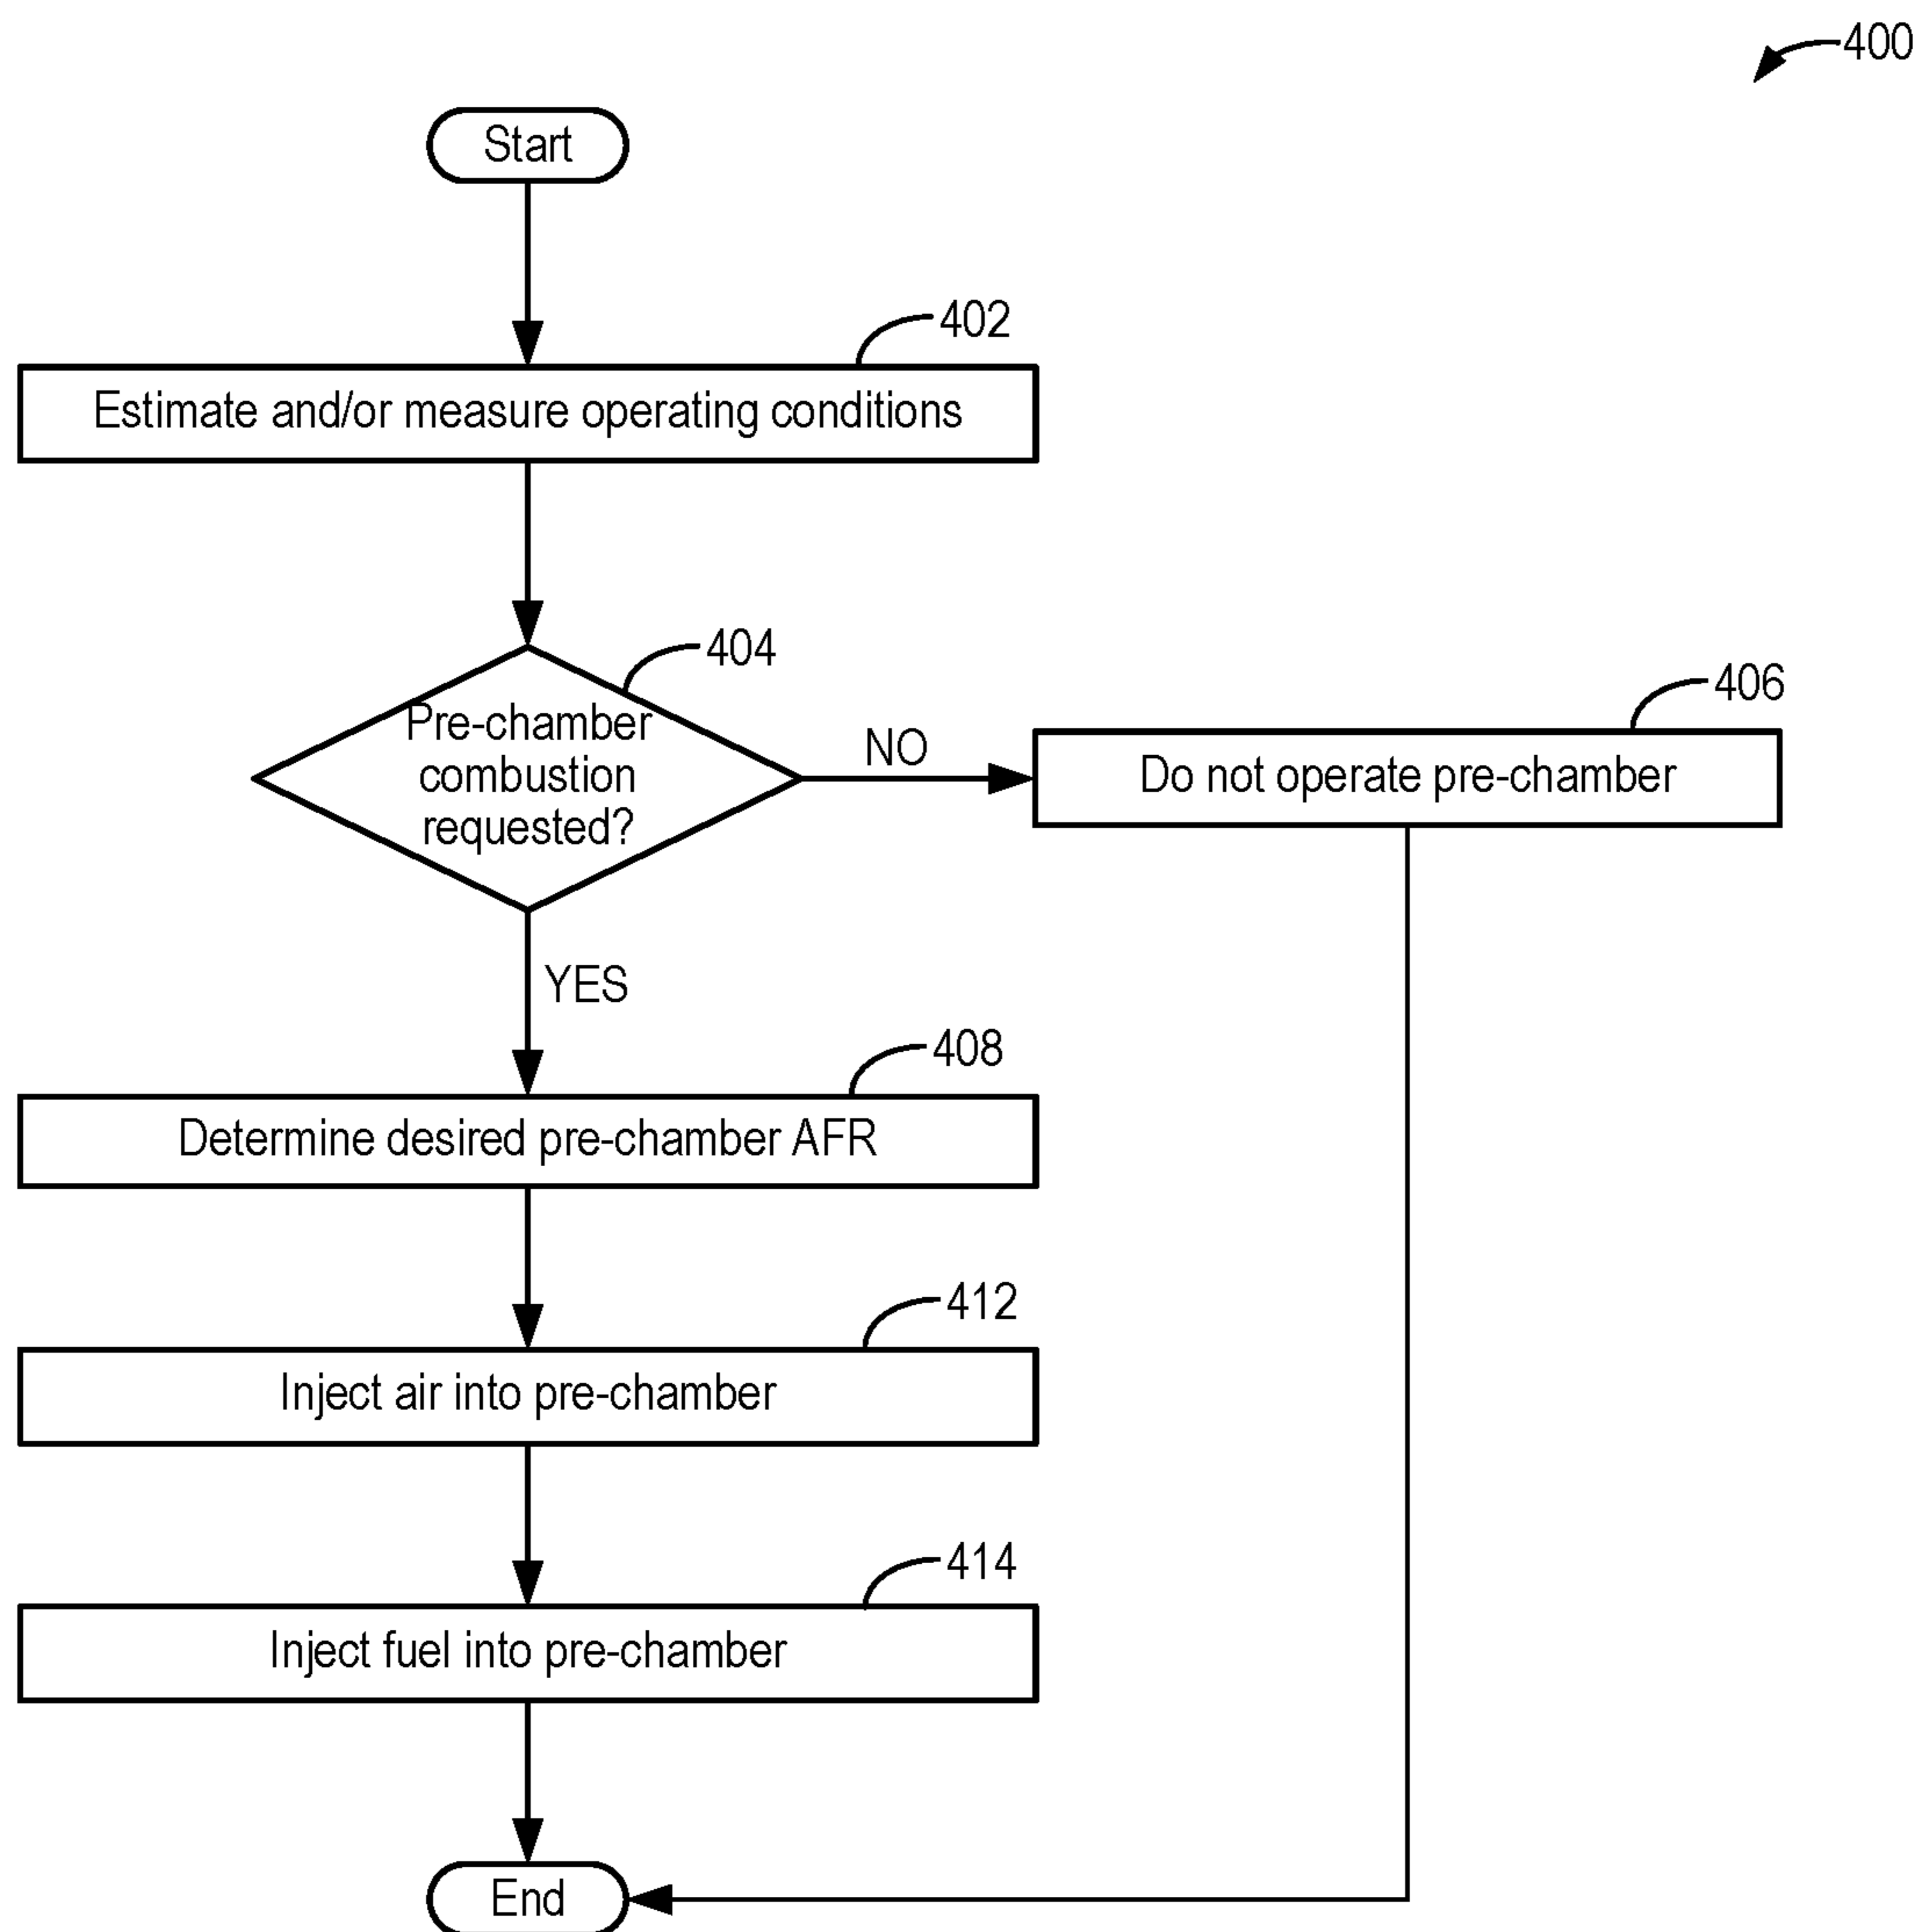 400
Start
402
Estimate and/or measure operating conditions
404
Pre-chamber
combustion
requested?
NO
406
Do not operate pre-chamber
YES
408
Determine desired pre-chamber AFR
412
Inject air into pre-chamber
414
Inject fuel into pre-chamber
End